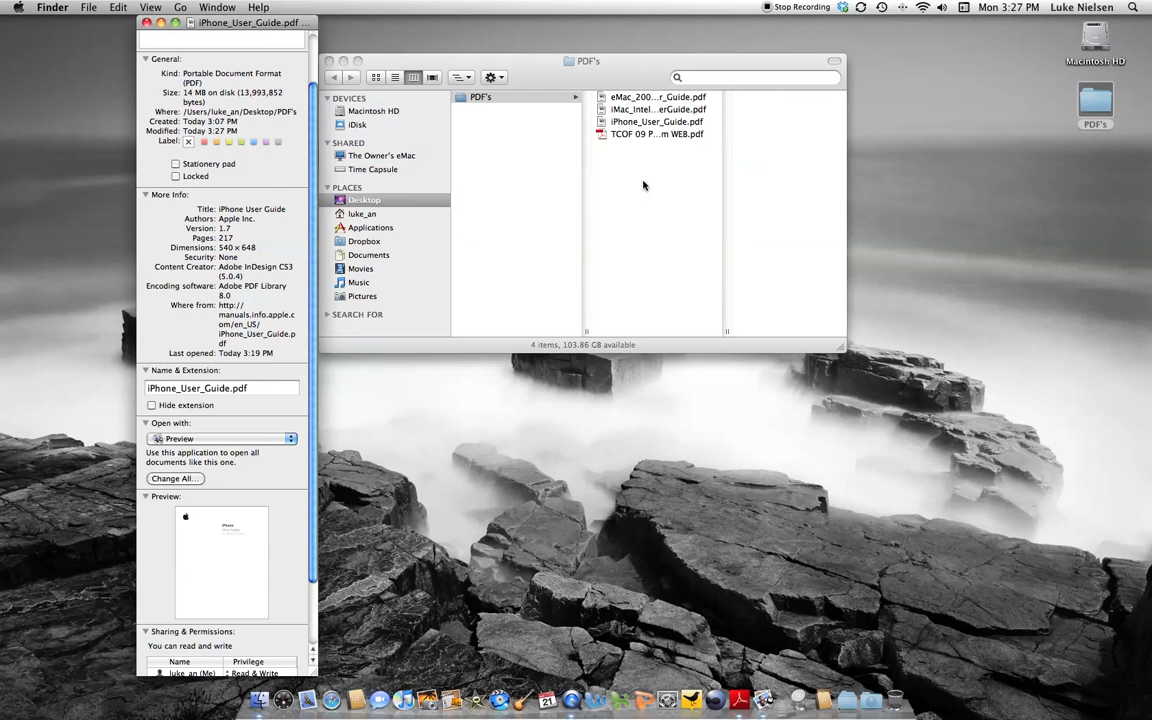 Finder File Edit View Go Window Help
Stop Recording Mon 3:27 PM Luke Nielsen
iPhone_User_Guide.pdf ...
General:
Kind: Portable Document Format
(PDF)
Size: 14 MB on disk (13,993,852
bytes)
Where: /Users/luke_an/Desktop/PDF's
Created: Today 3:07 PM
Modified: Today 3:27 PM
Label:
Stationery pad
Locked
More Info:
Title: iPhone User Guide
Authors: Apple Inc.
Version: 1.7
Pages: 217
Dimensions: 540 × 648
Security: None
Content Creator: Adobe InDesign CS3
(5.0.4)
Encoding software: Adobe PDF Library
8.0
Where from: http://
manuals.info.apple.c
om/en_US/
iPhone_User_Guide.p
df
Last opened: Today 3:19 PM
Name & Extension:
iPhone_User_Guide.pdf
Hide extension
Open with:
Preview
Use this application to open all
documents like this one.
Change All...
Preview:
iPhone
Sharing & Permissions:
You can read and write
Name Privilege
luke_an (Me) Read & Write
PDF's
DEVICES
Macintosh HD
iDisk
SHARED
The Owner's eMac
Time Capsule
PLACES
Desktop
luke_an
Applications
Dropbox
Documents
Movies
Music
Pictures
SEARCH FOR
PDF's
eMac_200...r_Guide.pdf
iMac_Intel...erGuide.pdf
iPhone_User_Guide.pdf
TCOF 09 P...m WEB.pdf
4 items, 103.86 GB available
Macintosh HD
PDF's
21